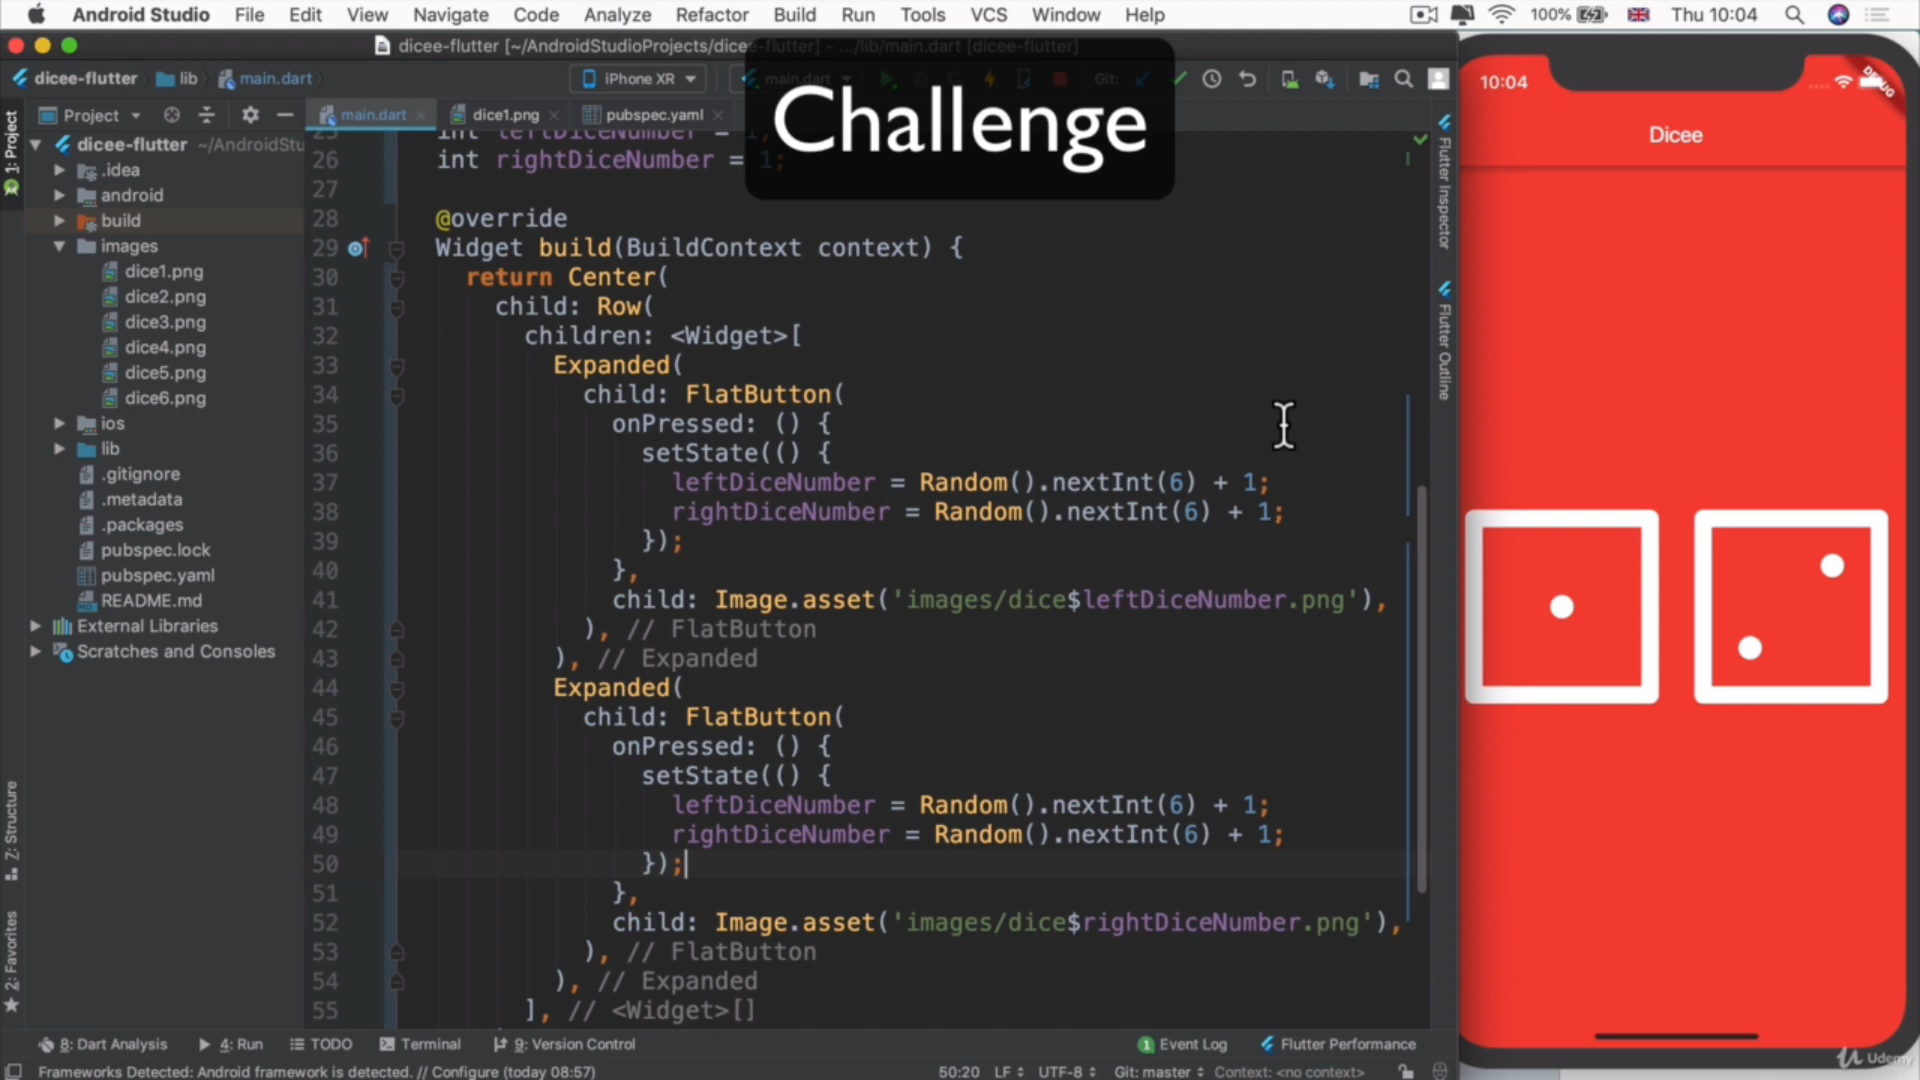 Android Studio File Edit View Navigate Code Analyze Refactor Build Run Tools VCS Window Help 100% Thu 10:04
dicee-flutter [~/AndroidStudioProjects/dicee-flutter] - .../lib/main.dart [dicee-flutter]
dicee-flutter lib main.dart iPhone XR main.dart Git:
Challenge
Project main.dart dice1.png pubspec.yaml
1: Project
Z: Structure
2: Favorites
dicee-flutter ~/AndroidStu
.idea
android
build
images
dice1.png
dice2.png
dice3.png
dice4.png
dice5.png
dice6.png
ios
lib
.gitignore
.metadata
.packages
pubspec.lock
pubspec.yaml
README.md
External Libraries
Scratches and Consoles
25 int leftDiceNumber = 1;
26 int rightDiceNumber = 1;
27
28 @override
29 Widget build(BuildContext context) {
30 return Center(
31 child: Row(
32 children: <Widget>[
33 Expanded(
34 child: FlatButton(
35 onPressed: () {
36 setState(() {
37 leftDiceNumber = Random().nextInt(6) + 1;
38 rightDiceNumber = Random().nextInt(6) + 1;
39 });
40 },
41 child: Image.asset('images/dice$leftDiceNumber.png'),
42 ), // FlatButton
43 ), // Expanded
44 Expanded(
45 child: FlatButton(
46 onPressed: () {
47 setState(() {
48 leftDiceNumber = Random().nextInt(6) + 1;
49 rightDiceNumber = Random().nextInt(6) + 1;
50 });
51 },
52 child: Image.asset('images/dice$rightDiceNumber.png'),
53 ), // FlatButton
54 ), // Expanded
55 ], // <Widget>[]
Flutter Inspector
Flutter Outline
10:04
DEBUG
Dicee
8: Dart Analysis 4: Run TODO Terminal 9: Version Control 1 Event Log Flutter Performance
Frameworks Detected: Android framework is detected. // Configure (today 08:57) 50:20 LF UTF-8 Git: master Context: <no context>
Udemy